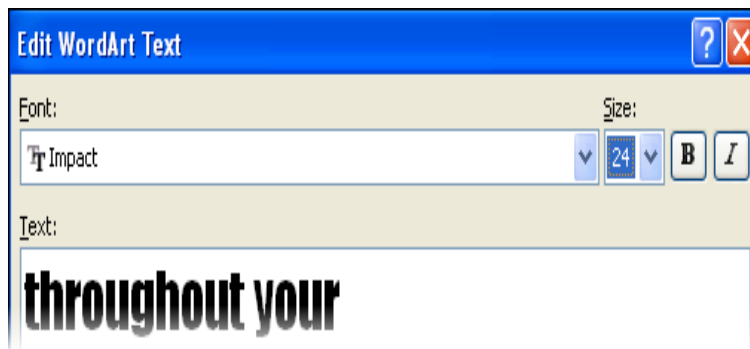 Edit WordArt Text ?
Font: Size:
Impact 24 B I
Text:
throughout your